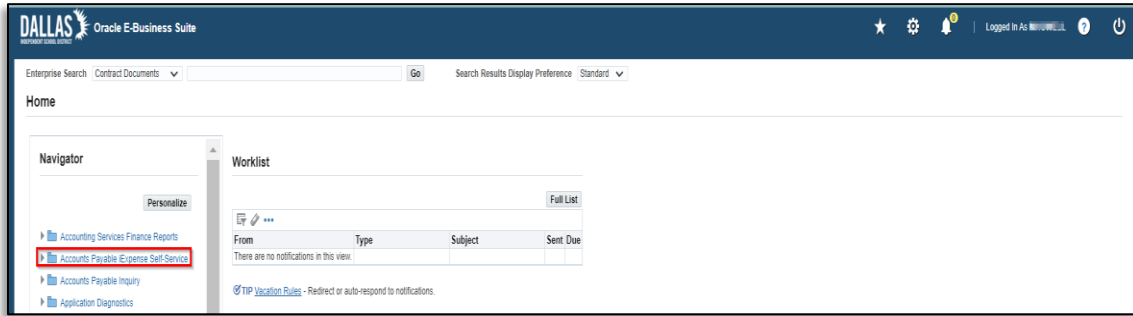 DALLAS Oracle E-Business Suite
INDEPENDENT SCHOOL DISTRICT
0
Logged In As
?
Enterprise Search Contract Documents Go Search Results Display Preference Standard
Home
Navigator
Personalize
Accounting Services Finance Reports
Accounts Payable iExpense Self-Service
Accounts Payable Inquiry
Application Diagnostics
Worklist
Full List
From Type Subject Sent Due
There are no notifications in this view.
TIP Vacation Rules - Redirect or auto-respond to notifications.